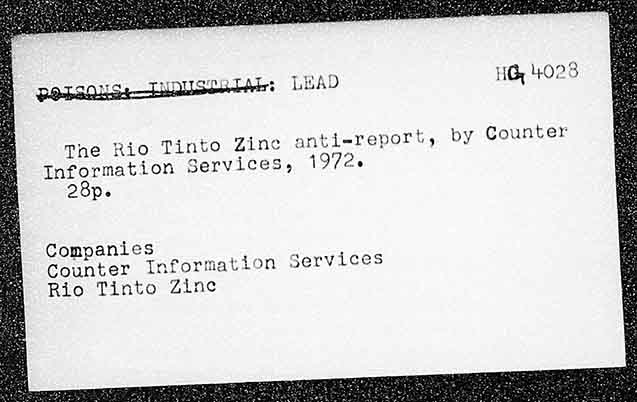 POISONS: INDUSTRIAL: LEAD
HG 4028
The Rio Tinto Zinc anti-report, by Counter
Information Services, 1972.
28p.
Companies
Counter Information Services
Rio Tinto Zinc